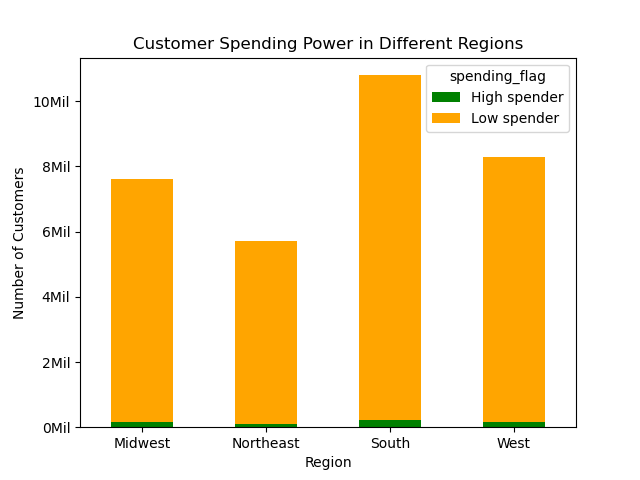 Customer Spending Power in Different Regions
spending_flag
High spender
Low spender
10Mil
8Mil
6Mil
4Mil
2Mil
0Mil
Number of Customers
Midwest
Northeast
South
West
Region